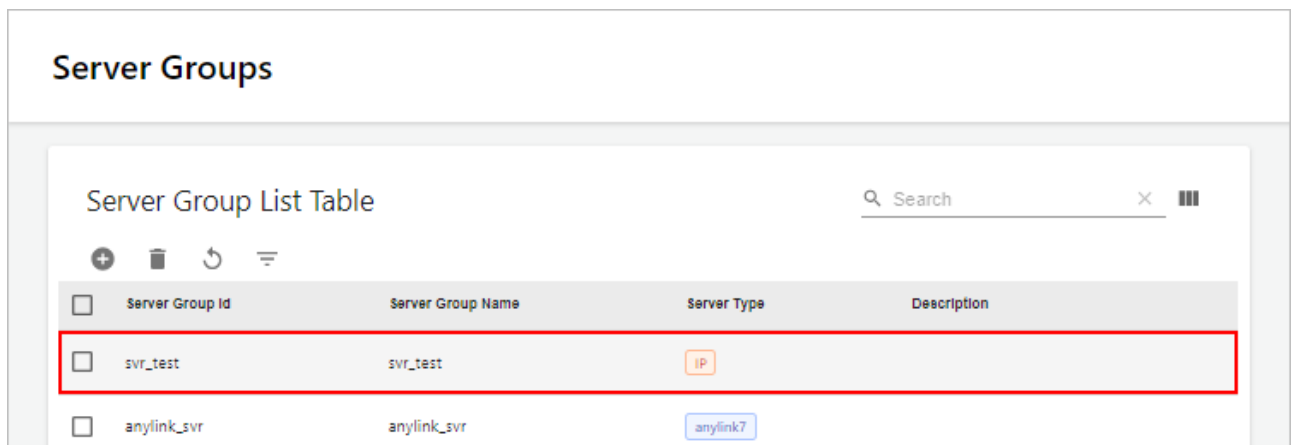 Server Groups
Server Group List Table
Search
Server Group Id Server Group Name Server Type Description
svr_test svr_test IP
anylink_svr anylink_svr anylink7